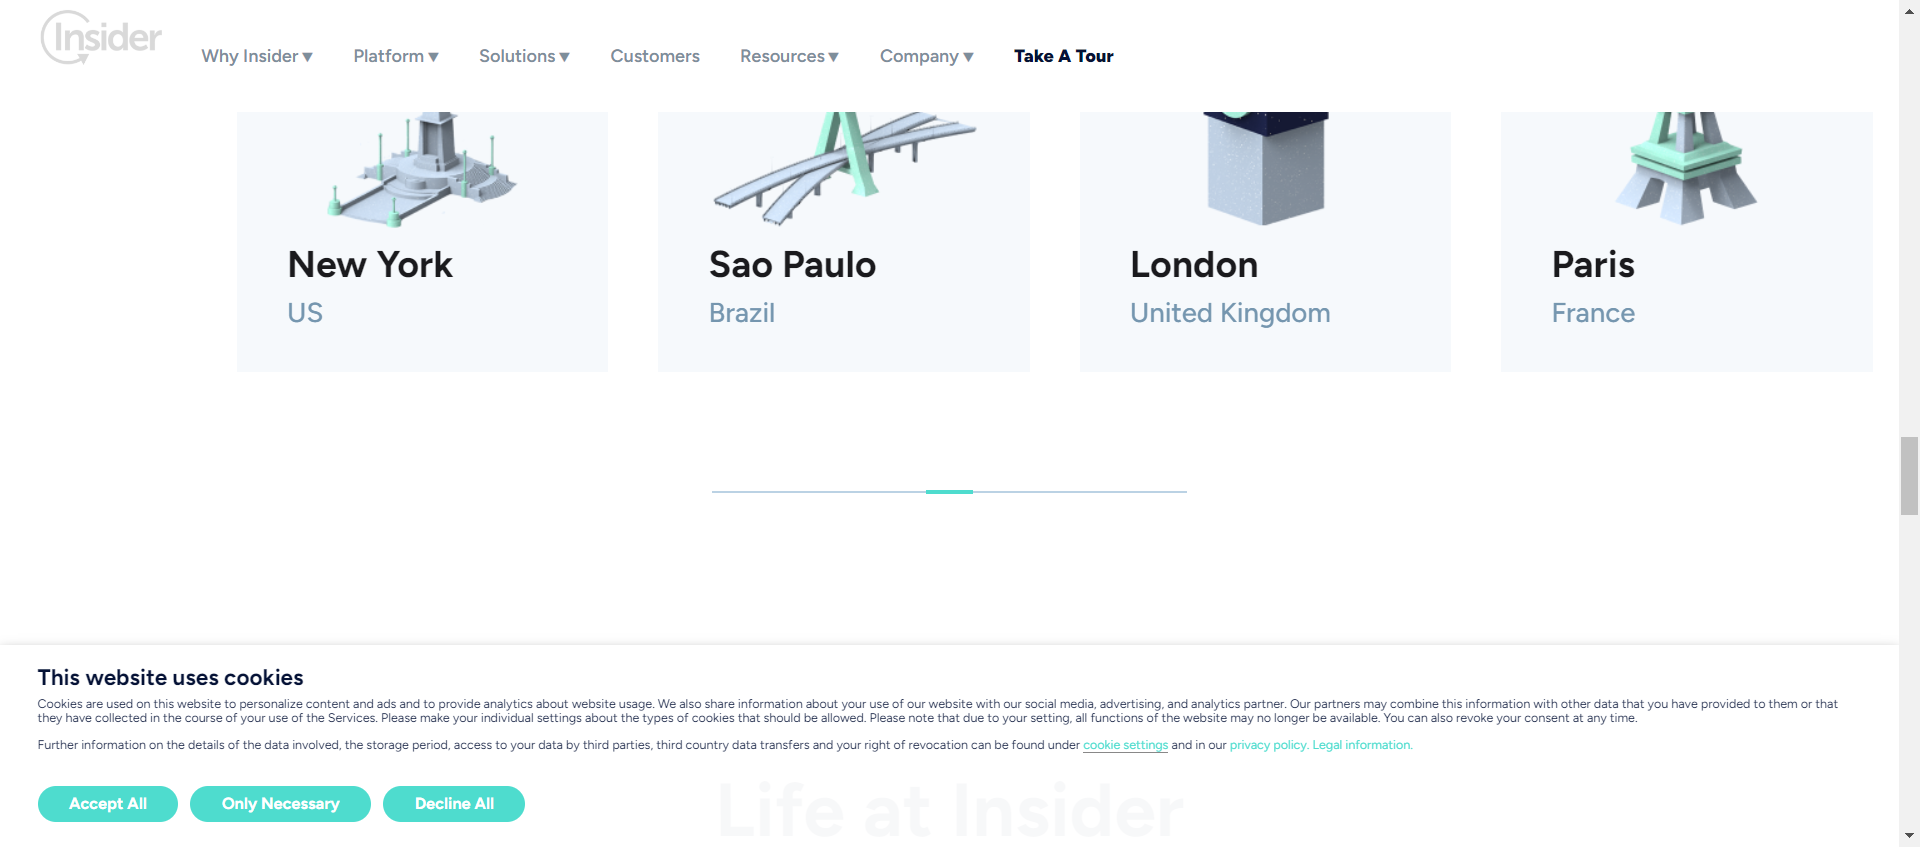 Insider
Why Insider ▼ Platform ▼ Solutions ▼ Customers Resources ▼ Company ▼ Take A Tour
New York Sao Paulo London Paris
US Brazil United Kingdom France
This website uses cookies
Cookies are used on this website to personalize content and ads and to provide analytics about website usage. We also share information about your use of our website with our social media, advertising, and analytics partner. Our partners may combine this information with other data that you have provided to them or that
they have collected in the course of your use of the Services. Please make your individual settings about the types of cookies that should be allowed. Please note that due to your setting, all functions of the website may no longer be available. You can also revoke your consent at any time.
Further information on the details of the data involved, the storage period, access to your data by third parties, third country data transfers and your right of revocation can be found under cookie settings and in our privacy policy. Legal information.
Accept All Only Necessary Decline All
Life at Insider